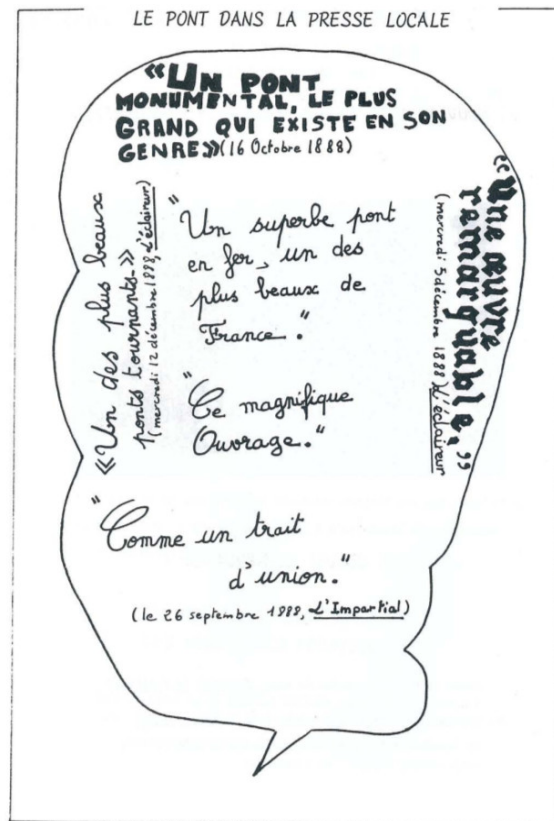 LE PONT DANS LA PRESSE LOCALE
«UN PONT
MONUMENTAL, LE PLUS
GRAND QUI EXISTE EN SON
GENRE» (16 Octobre 1888)
«Un des plus beaux
ponts tournants.»
(mercredi 12 décembre 1888, L'éclaireur)
"Un superbe pont
en fer, un des
plus beaux de
France."
"Ce magnifique
Ouvrage."
"Une œuvre
remarquable,"
(mercredi 5 décembre 1888) L'éclaireur
"Comme un trait
d'union."
(le 26 septembre 1888, L'Impartial)